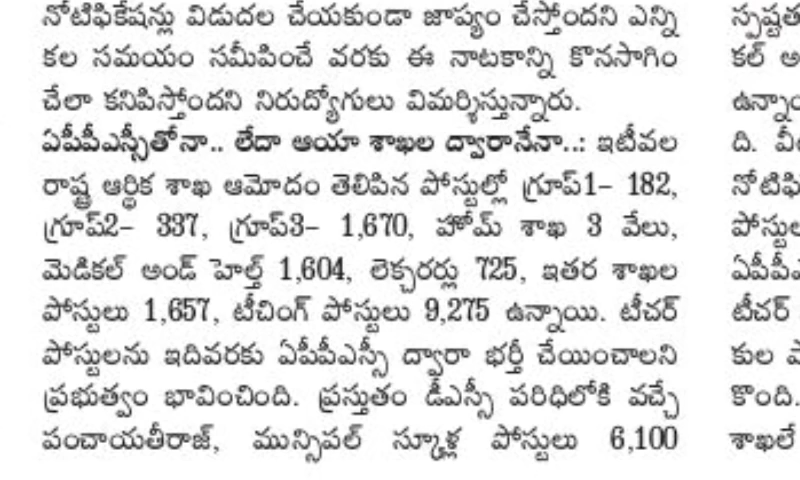 నోటిఫికేషన్లు విడుదల చేయకుండా జాప్యం చేస్తోందని ఎన్ని
కల సమయం సమీపించే వరకు ఈ నాటకాన్ని కొనసాగిం
చేలా కనిపిస్తోందని నిరుద్యోగులు విమర్శిస్తున్నారు.
ఏపీపీఎస్సీతోనా.. లేదా ఆయా శాఖల ద్వారానేనా..: ఇటీవల
రాష్ట్ర ఆర్థిక శాఖ ఆమోదం తెలిపిన పోస్టుల్లో గ్రూప్1– 182,
గ్రూప్2– 337, గ్రూప్3– 1,670, హోమ్ శాఖ 3 వేలు,
మెడికల్ అండ్ హెల్త్ 1,604, లెక్చరర్లు 725, ఇతర శాఖల
పోస్టులు 1,657, టీచింగ్ పోస్టులు 9,275 ఉన్నాయి. టీచర్
పోస్టులను ఇదివరకు ఏపీపీఎస్సీ ద్వారా భర్తీ చేయించాలని
ప్రభుత్వం భావించింది. ప్రస్తుతం డీఎస్సీ పరిధిలోకి వచ్చే
పంచాయతీరాజ్, మున్సిపల్ స్కూళ్ల పోస్టులు 6,100
కల్ అ
ది.
టీచర్
కొంది.
శాఖలే